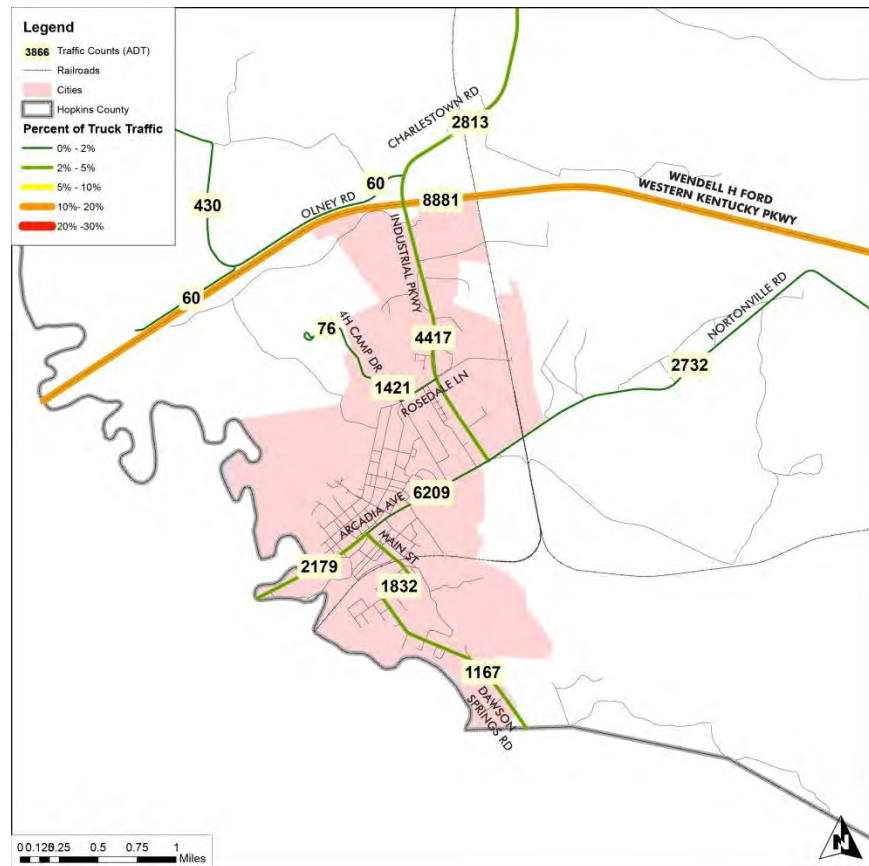 Legend
3866 Traffic Counts (ADT)
Railroads
Cities
Hopkins County
Percent of Truck Traffic
0% - 2%
2% - 5%
5% - 10%
10%- 20%
20% -30%
CHARLESTOWN RD
2813
WENDELL H FORD
WESTERN KENTUCKY PKWY
60
8881
OLNEY RD
430
INDUSTRIAL PKWY
60
NORTONVILLE RD
76
4H CAMP DR
4417
2732
1421
ROSEDALE LN
6209
ARCADIA AVE
MAIN ST
2179
1832
1167
DAWSON
SPRINGS RD
0 0.125 0.25 0.5 0.75 1
Miles
N